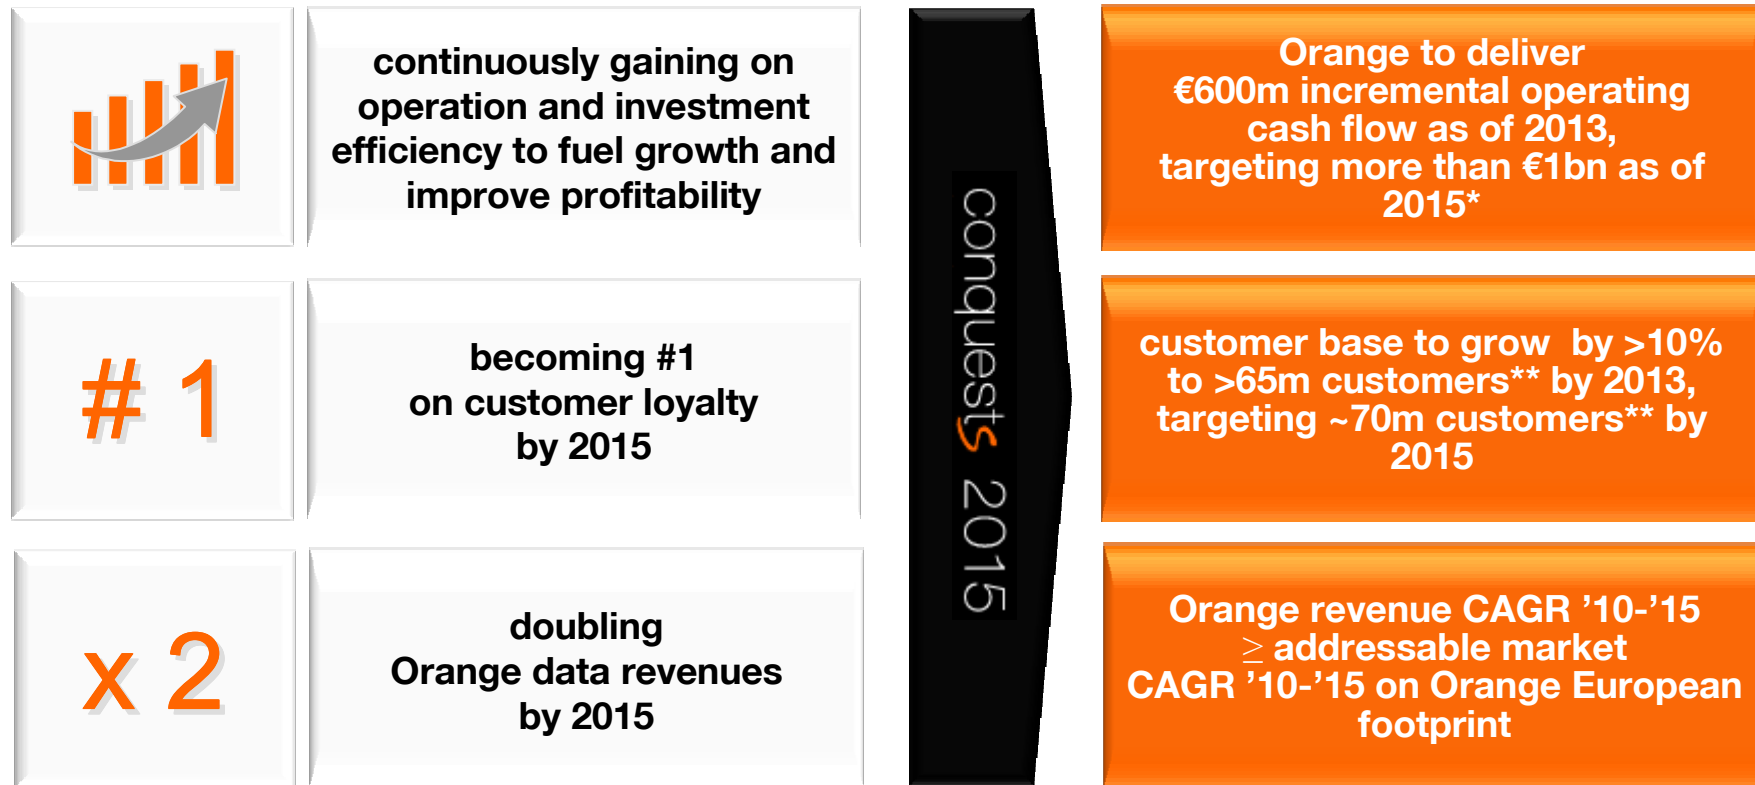 continuously gaining on
operation and investment
efficiency to fuel growth and
improve profitability
# 1
becoming #1
on customer loyalty
by 2015
x 2
doubling
Orange data revenues
by 2015
conquests 2015
Orange to deliver
€600m incremental operating
cash flow as of 2013,
targeting more than €1bn as of
2015*
customer base to grow  by >10%
to >65m customers** by 2013,
targeting ~70m customers** by
2015
Orange revenue CAGR ’10-’15
≥ addressable market
CAGR ’10-’15 on Orange European
footprint